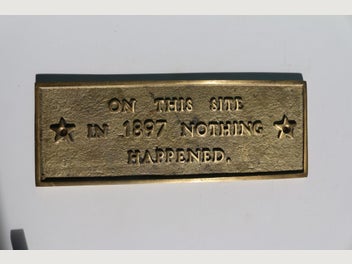 ON THIS SITE
IN 1897 NOTHING
HAPPENED.